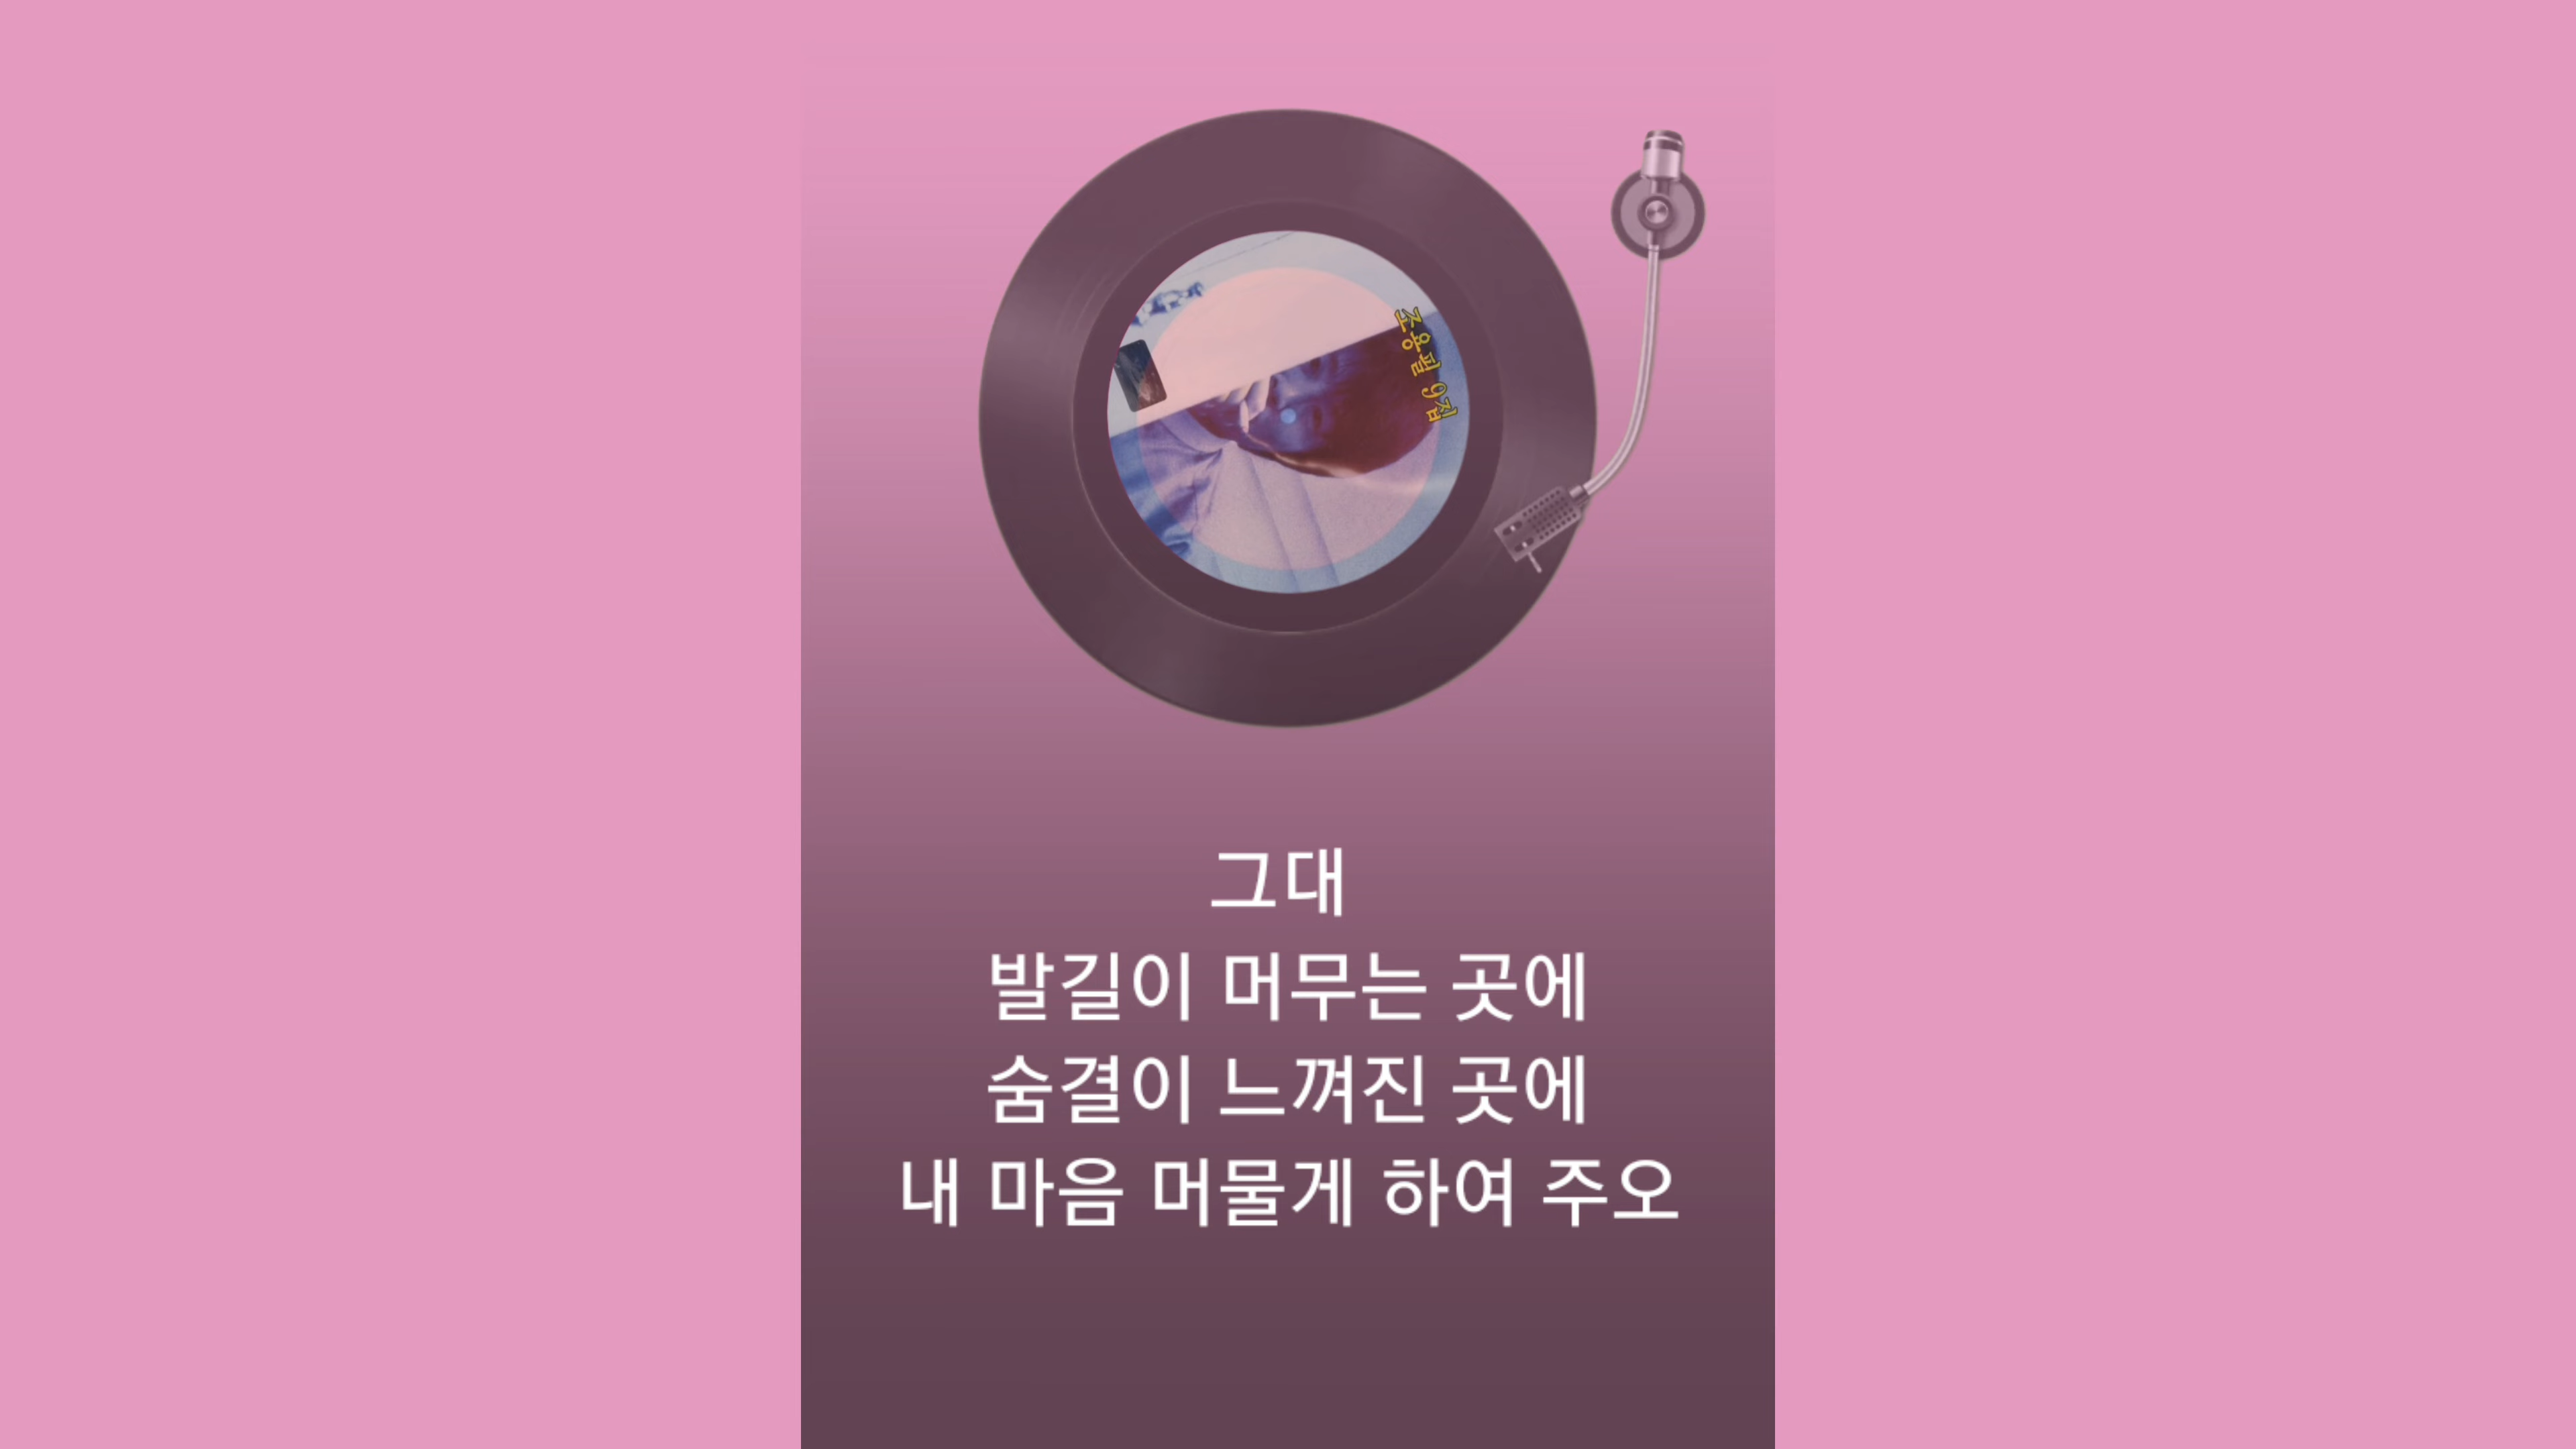 조용필 9집
그대
발길이 머무는 곳에
숨결이 느껴진 곳에
내 마음 머물게 하여 주오